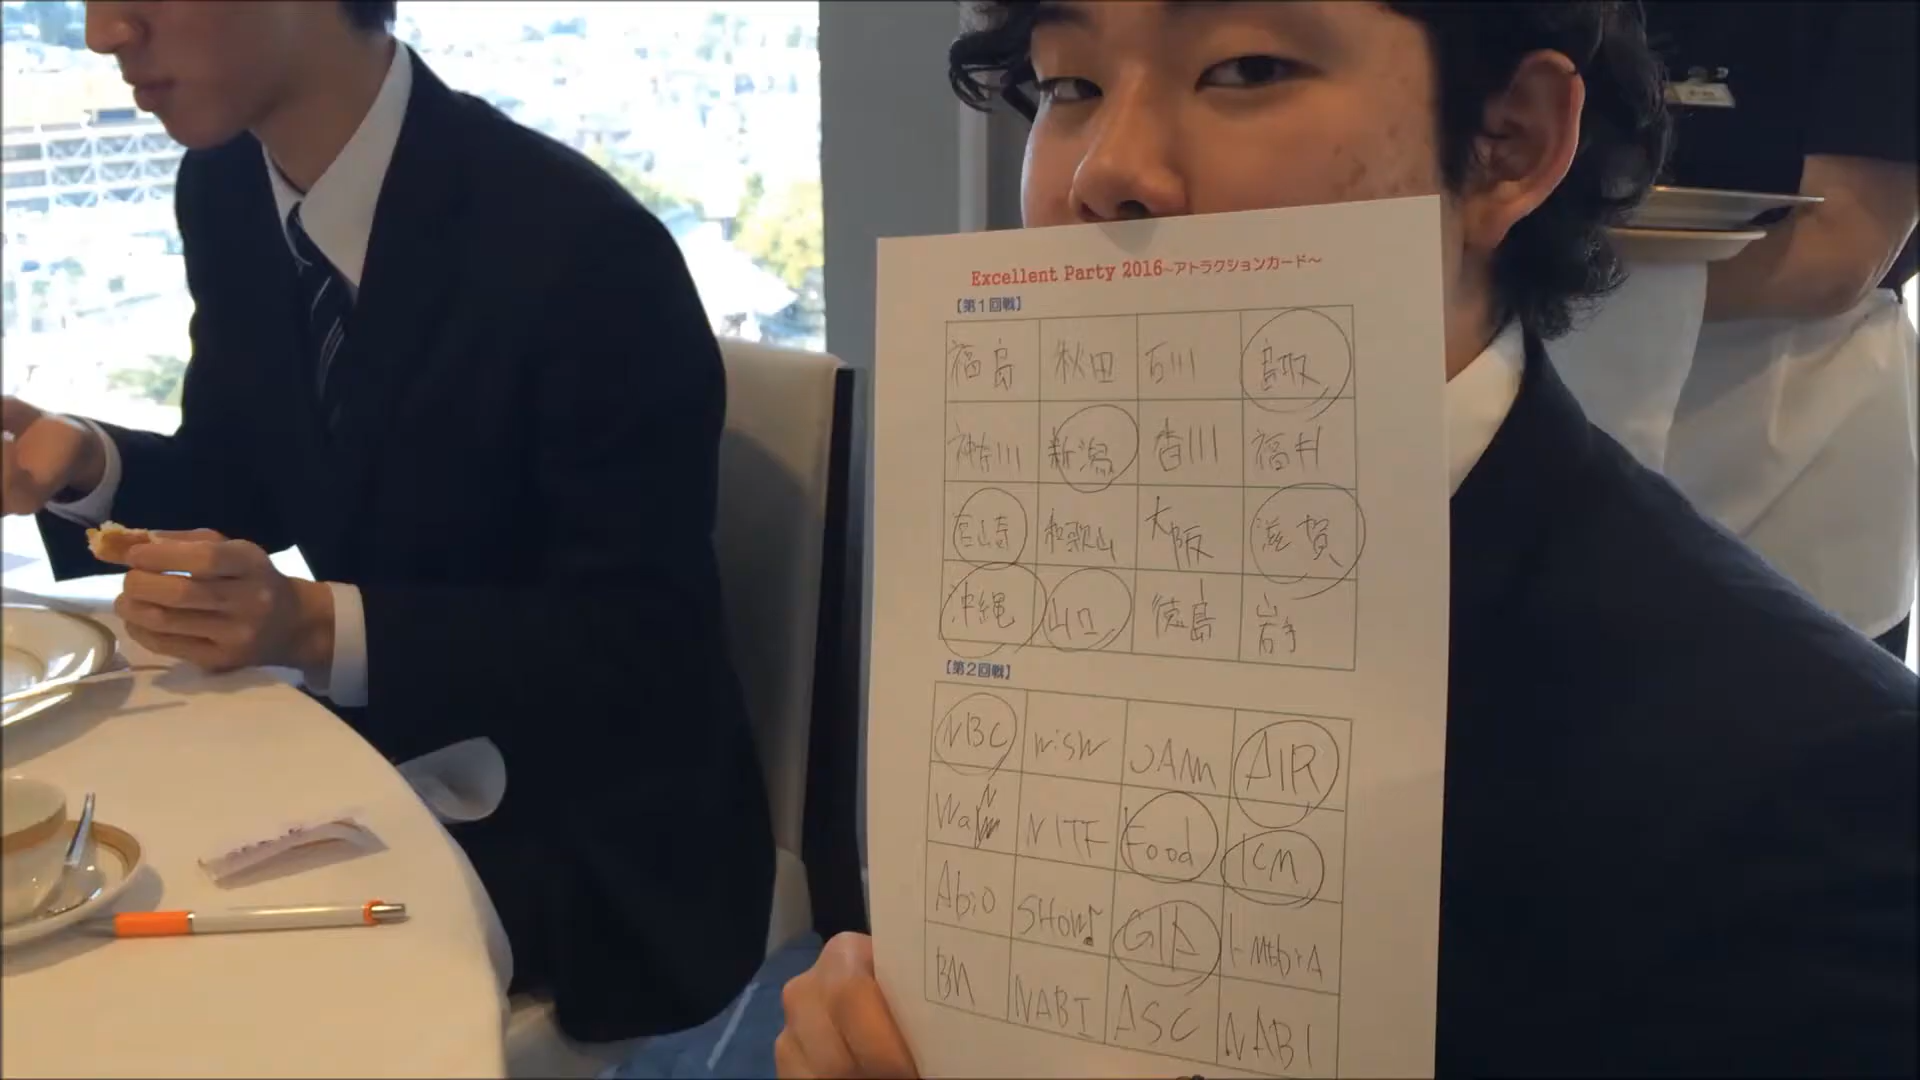 Excellent Party 2016~アトラクションカード~
【第1回戦】
福島 秋田 石川 鳥取
神奈川 新潟 香川 福井
宮崎 和歌山 大阪 滋賀
沖縄 山口 徳島 岩手
【第2回戦】
NBC WiSH JAM AIR
NITF Food ICM
Abio SHOW♪ GIA
BM NABI ASC NABI